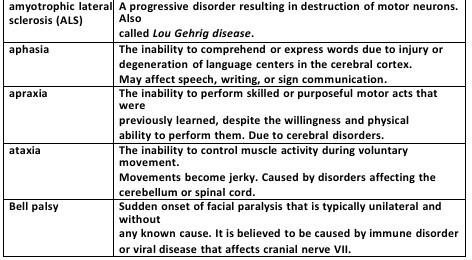 amyotrophic lateral sclerosis (ALS)
A progressive disorder resulting in destruction of motor neurons.
Also
called Lou Gehrig disease.
aphasia
The inability to comprehend or express words due to injury or
degeneration of language centers in the cerebral cortex.
May affect speech, writing, or sign communication.
apraxia
The inability to perform skilled or purposeful motor acts that
were
previously learned, despite the willingness and physical
ability to perform them. Due to cerebral disorders.
ataxia
The inability to control muscle activity during voluntary
movement.
Movements become jerky. Caused by disorders affecting the
cerebellum or spinal cord.
Bell palsy
Sudden onset of facial paralysis that is typically unilateral and
without
any known cause. It is believed to be caused by immune disorder
or viral disease that affects cranial nerve VII.